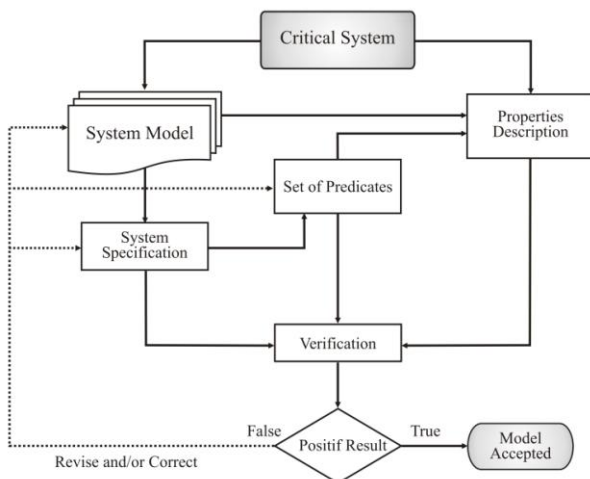 Critical System
System Model
Properties
Description
Set of Predicates
System
Specification
Verification
False
True
Positif Result
Model
Accepted
Revise and/or Correct